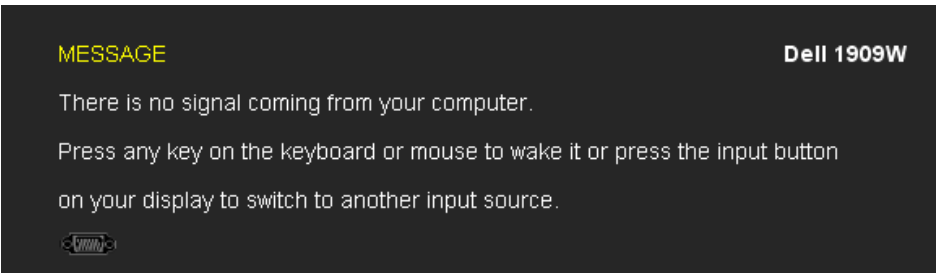 MESSAGE Dell 1909W
There is no signal coming from your computer.
Press any key on the keyboard or mouse to wake it or press the input button
on your display to switch to another input source.